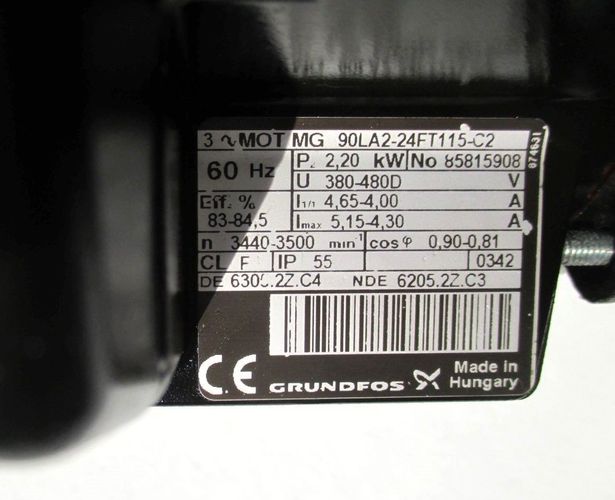 3 ~ MOT MG 90LA2-24FT115-C2
60 Hz
P₂ 2,20 kW No 85815908
U 380-480D V
Eff. %
83-84,5
I₁/₁ 4,65-4,00 A
Iₘₐₓ 5,15-4,30 A
n 3440-3500 min⁻¹ cos φ 0,90-0,81
CL F IP 55 0342
DE 6305.2Z.C4 NDE 6205.2Z.C3
CE GRUNDFOS Made in
Hungary